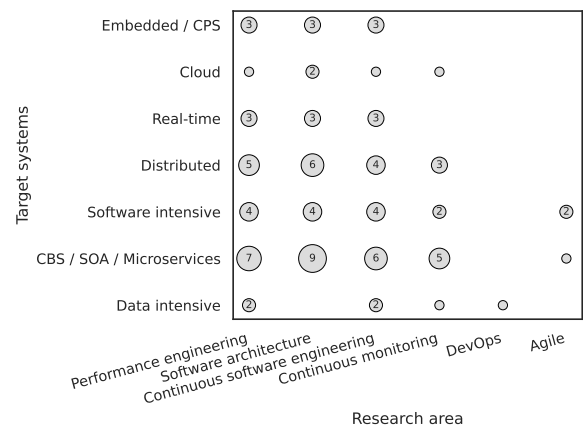 Target systems
Embedded / CPS 3 3 3
Cloud 2
Real-time 3 3 3
Distributed 5 6 4 3
Software intensive 4 4 4 2 2
CBS / SOA / Microservices 7 9 6 5
Data intensive 2 2
Performance engineering
Software architecture
Continuous software engineering
Continuous monitoring
DevOps
Agile
Research area